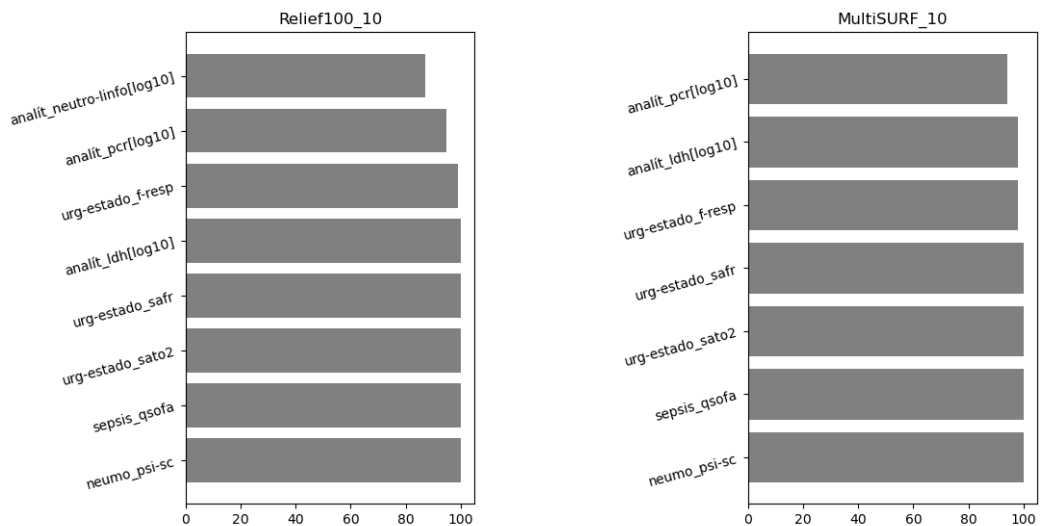 Relief100_10
analít_neutro-linfo[log10]
analít_pcr[log10]
urg-estado_f-resp
analít_ldh[log10]
urg-estado_safr
urg-estado_sato2
sepsis_qsofa
neumo_psi-sc
0 20 40 60 80 100
MultiSURF_10
analít_pcr[log10]
analít_ldh[log10]
urg-estado_f-resp
urg-estado_safr
urg-estado_sato2
sepsis_qsofa
neumo_psi-sc
0 20 40 60 80 100